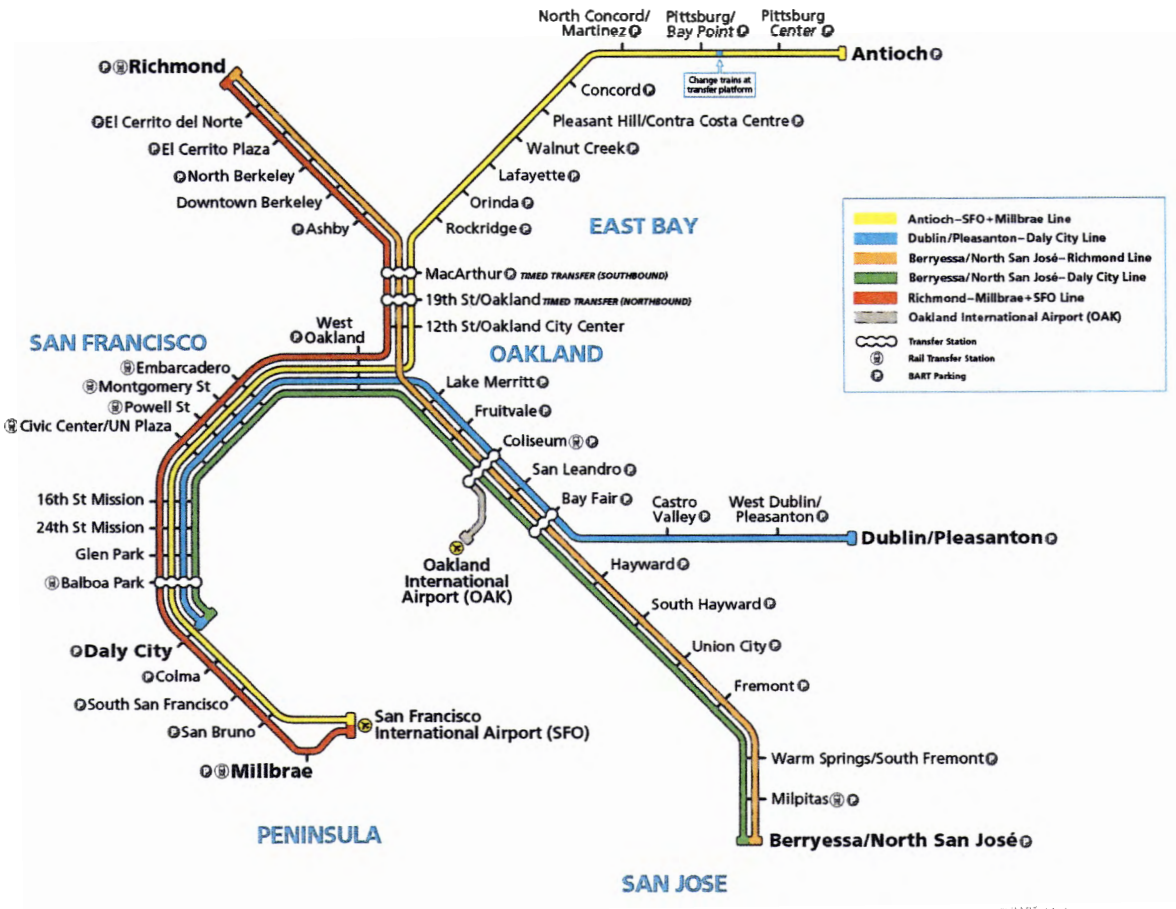 North Concord/
Martinez P
Pittsburg/
Bay Point P
Pittsburg
Center P
Antioch P
Change trains at
transfer platform
P Richmond
Concord P
P El Cerrito del Norte
Pleasant Hill/Contra Costa Centre P
P El Cerrito Plaza
Walnut Creek P
P North Berkeley
Lafayette P
Downtown Berkeley
Orinda P
P Ashby
Rockridge P
EAST BAY
Antioch–SFO+Millbrae Line
Dublin/Pleasanton–Daly City Line
Berryessa/North San José–Richmond Line
Berryessa/North San José–Daly City Line
Richmond–Millbrae+SFO Line
Oakland International Airport (OAK)
Transfer Station
Rail Transfer Station
P BART Parking
MacArthur P TIMED TRANSFER (SOUTHBOUND)
19th St/Oakland TIMED TRANSFER (NORTHBOUND)
12th St/Oakland City Center
West
P Oakland
SAN FRANCISCO
OAKLAND
Embarcadero
Montgomery St
Powell St
Civic Center/UN Plaza
Lake Merritt P
Fruitvale P
Coliseum P
San Leandro P
Bay Fair P
Castro
Valley P
West Dublin/
Pleasanton P
Dublin/Pleasanton P
16th St Mission
24th St Mission
Glen Park
Balboa Park
Oakland
International
Airport (OAK)
Hayward P
South Hayward P
Union City P
Fremont P
P Daly City
P Colma
P South San Francisco
P San Bruno
San Francisco
International Airport (SFO)
P Millbrae
Warm Springs/South Fremont P
Milpitas P
Berryessa/North San José P
PENINSULA
SAN JOSE